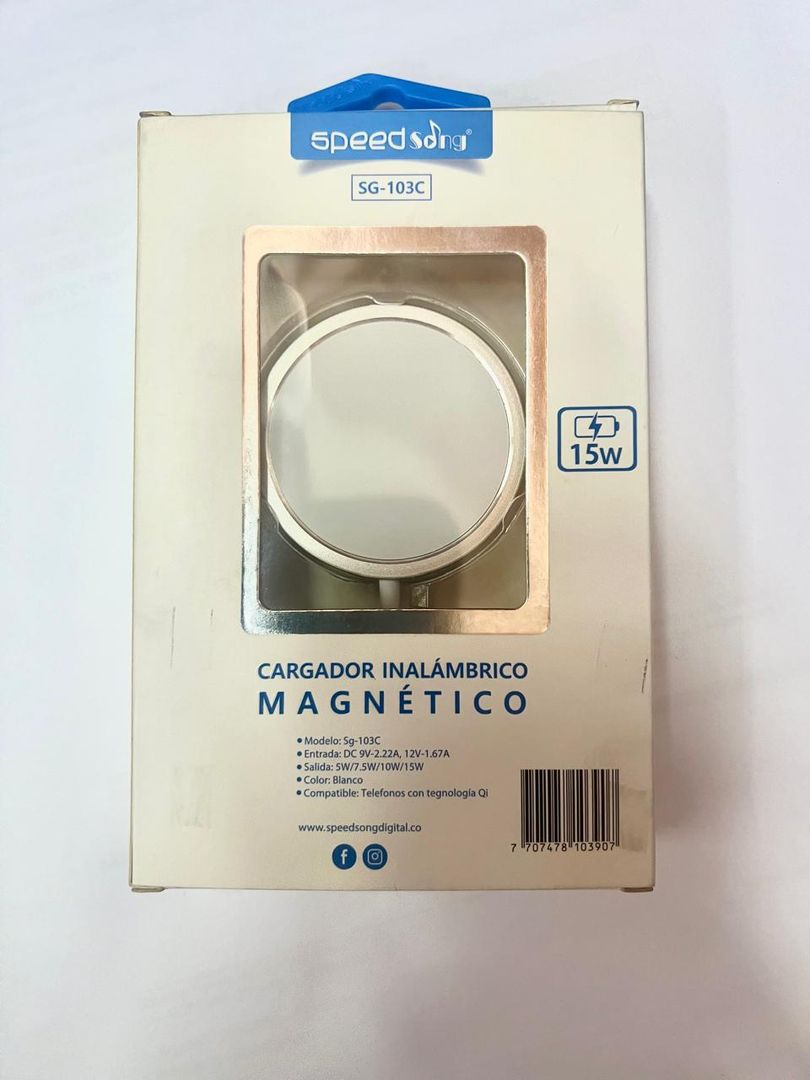 speedsong®
SG-103C
15W
CARGADOR INALÁMBRICO
MAGNÉTICO
• Modelo: Sg-103C
• Entrada: DC 9V-2.22A, 12V-1.67A
• Salida: 5W/7.5W/10W/15W
• Color: Blanco
• Compatible: Telefonos con tegnología Qi
www.speedsongdigital.co
7 707478 103907